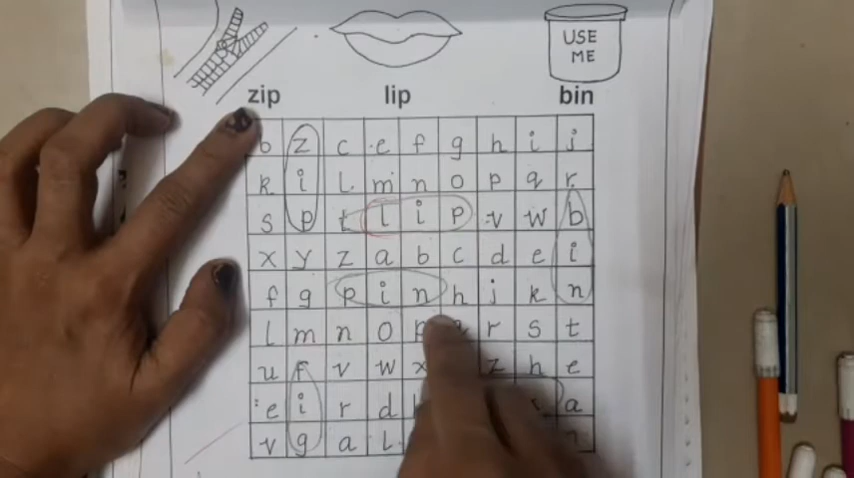 USE
ME
zip lip bin
b z c e f g h i j
k i l m n o p q r
s p t l i p v w b
x y z a b c d e i
f g p i n h j k n
l m n o p r s t
u f v w x z h e
e i r d a
v g a l